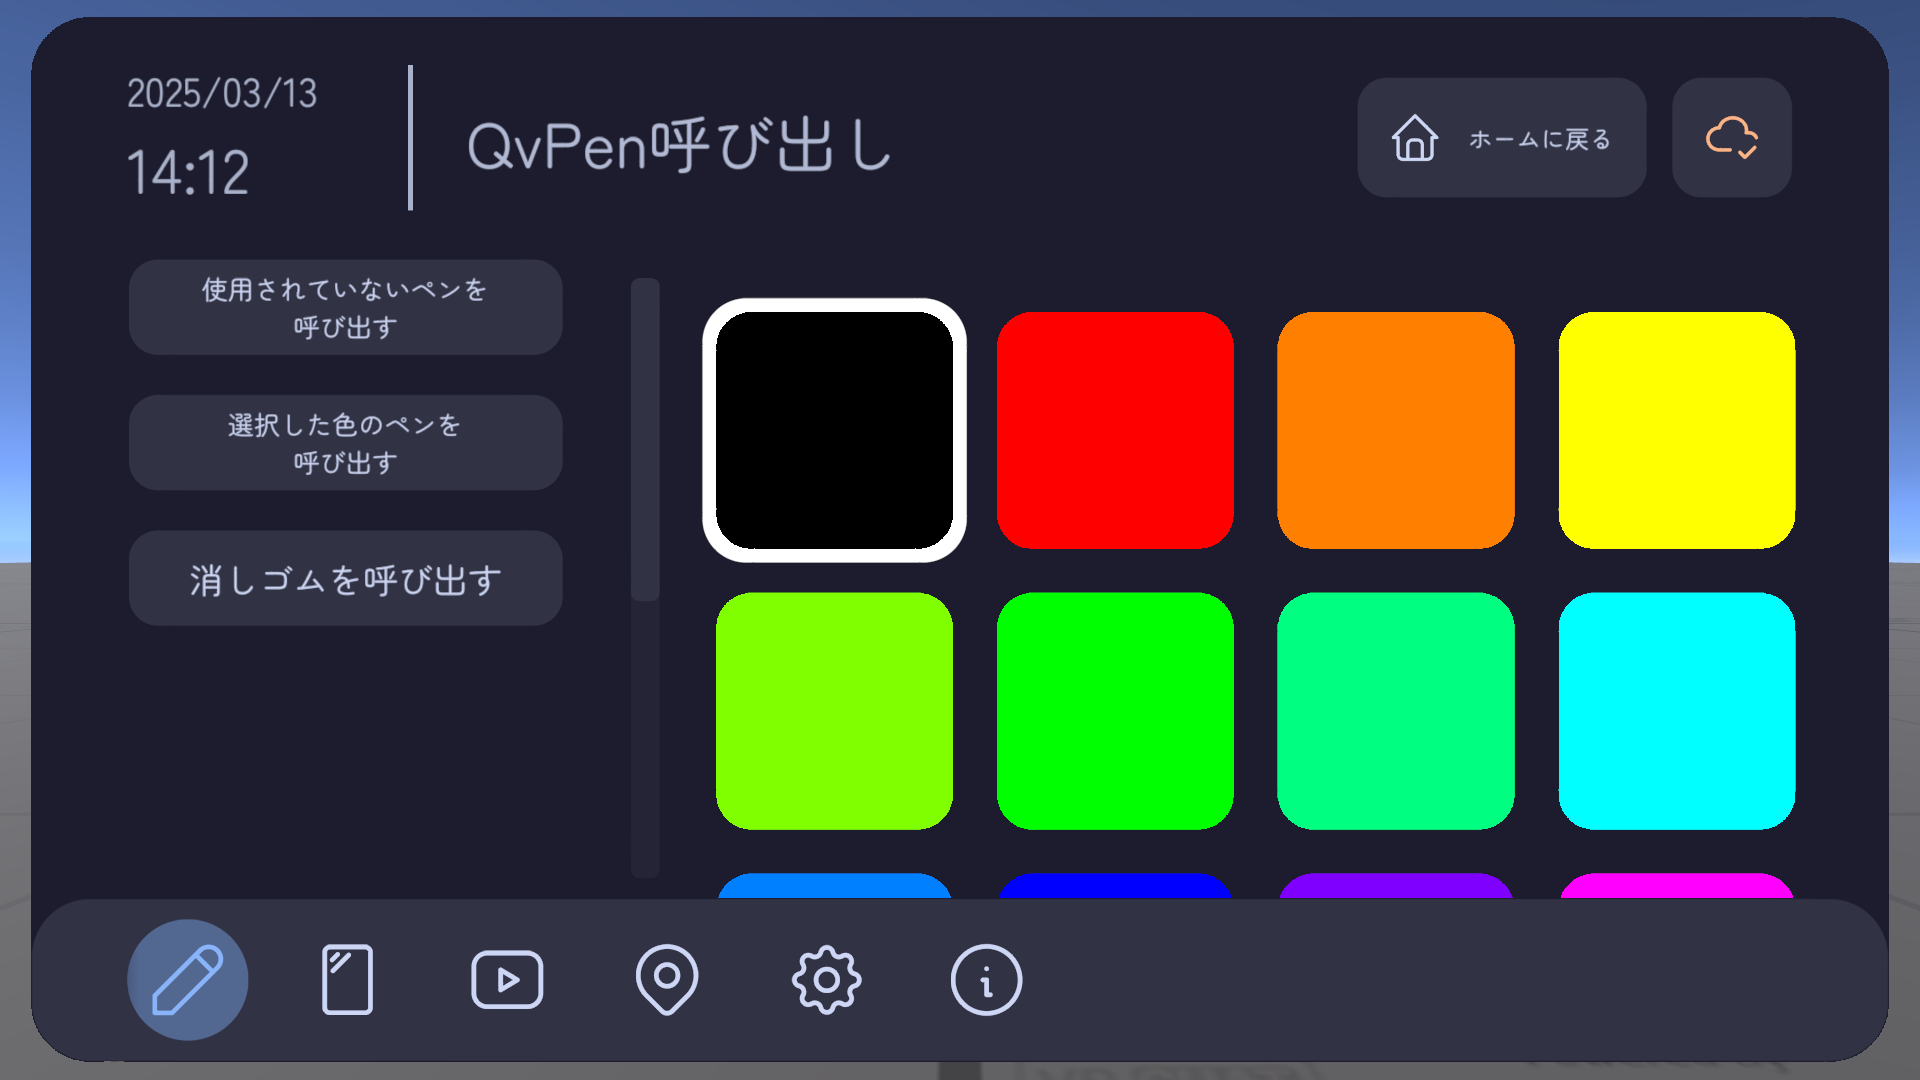 2025/03/13
14:12
QvPen呼び出し
ホームに戻る
使用されていないペンを
呼び出す
選択した色のペンを
呼び出す
消しゴムを呼び出す